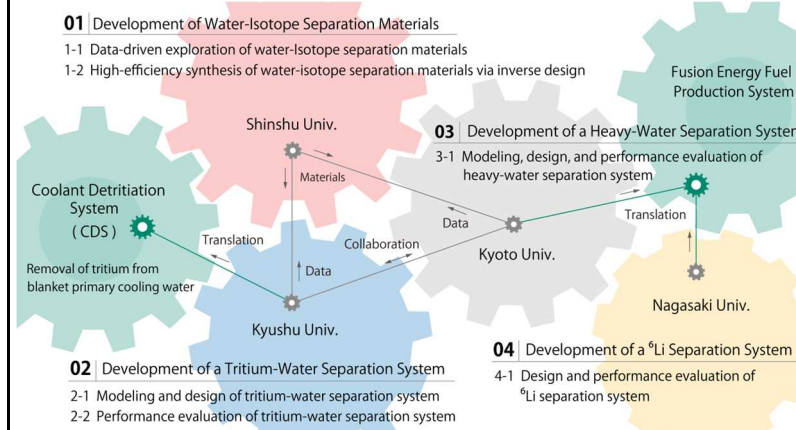 01 Development of Water-Isotope Separation Materials
1-1 Data-driven exploration of water-Isotope separation materials
1-2 High-efficiency synthesis of water-isotope separation materials via inverse design
Fusion Energy Fuel
Production System
Shinshu Univ.
03 Development of a Heavy-Water Separation System
3-1 Modeling, design, and performance evaluation of
heavy-water separation system
Materials
Coolant Detritiation
System
( CDS )
Translation
Data
Translation
Collaboration
Kyoto Univ.
Removal of tritium from
blanket primary cooling water
Data
Nagasaki Univ.
Kyushu Univ.
04 Development of a ⁶Li Separation System
02 Development of a Tritium-Water Separation System
4-1 Design and performance evaluation of
⁶Li separation system
2-1 Modeling and design of tritium-water separation system
2-2 Performance evaluation of tritium-water separation system